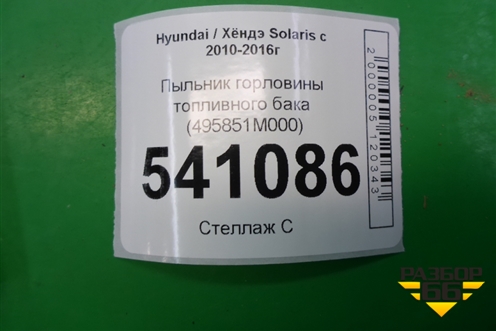 Hyundai / Хёндэ Solaris с
2010-2016г
Пыльник горловины
топливного бака
(495851M000)
541086
Стеллаж С
2000005120343
РАЗБОР
66